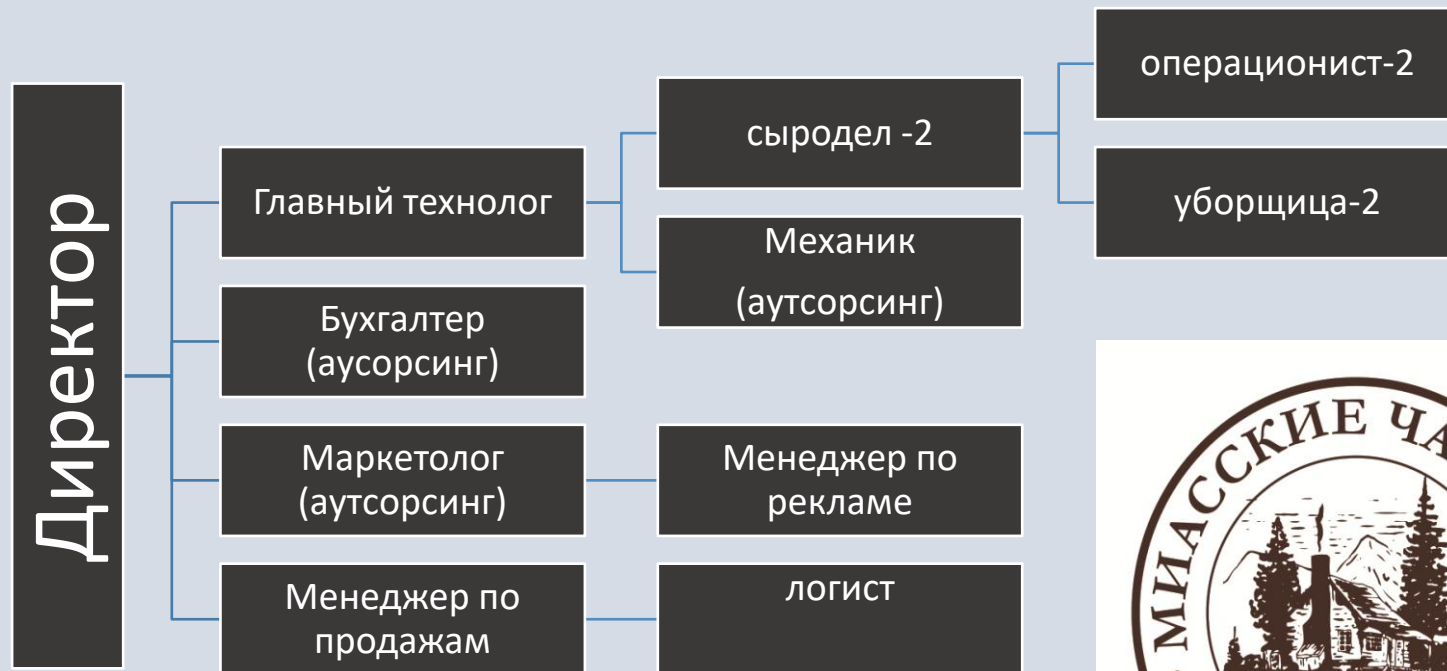 Директор
Главный технолог
Бухгалтер
(аусорсинг)
Маркетолог
(аутсорсинг)
Менеджер по
продажам
сыродел -2
Механик
(аутсорсинг)
Менеджер по
рекламе
логист
операционист-2
уборщица-2
МИАССКИЕ